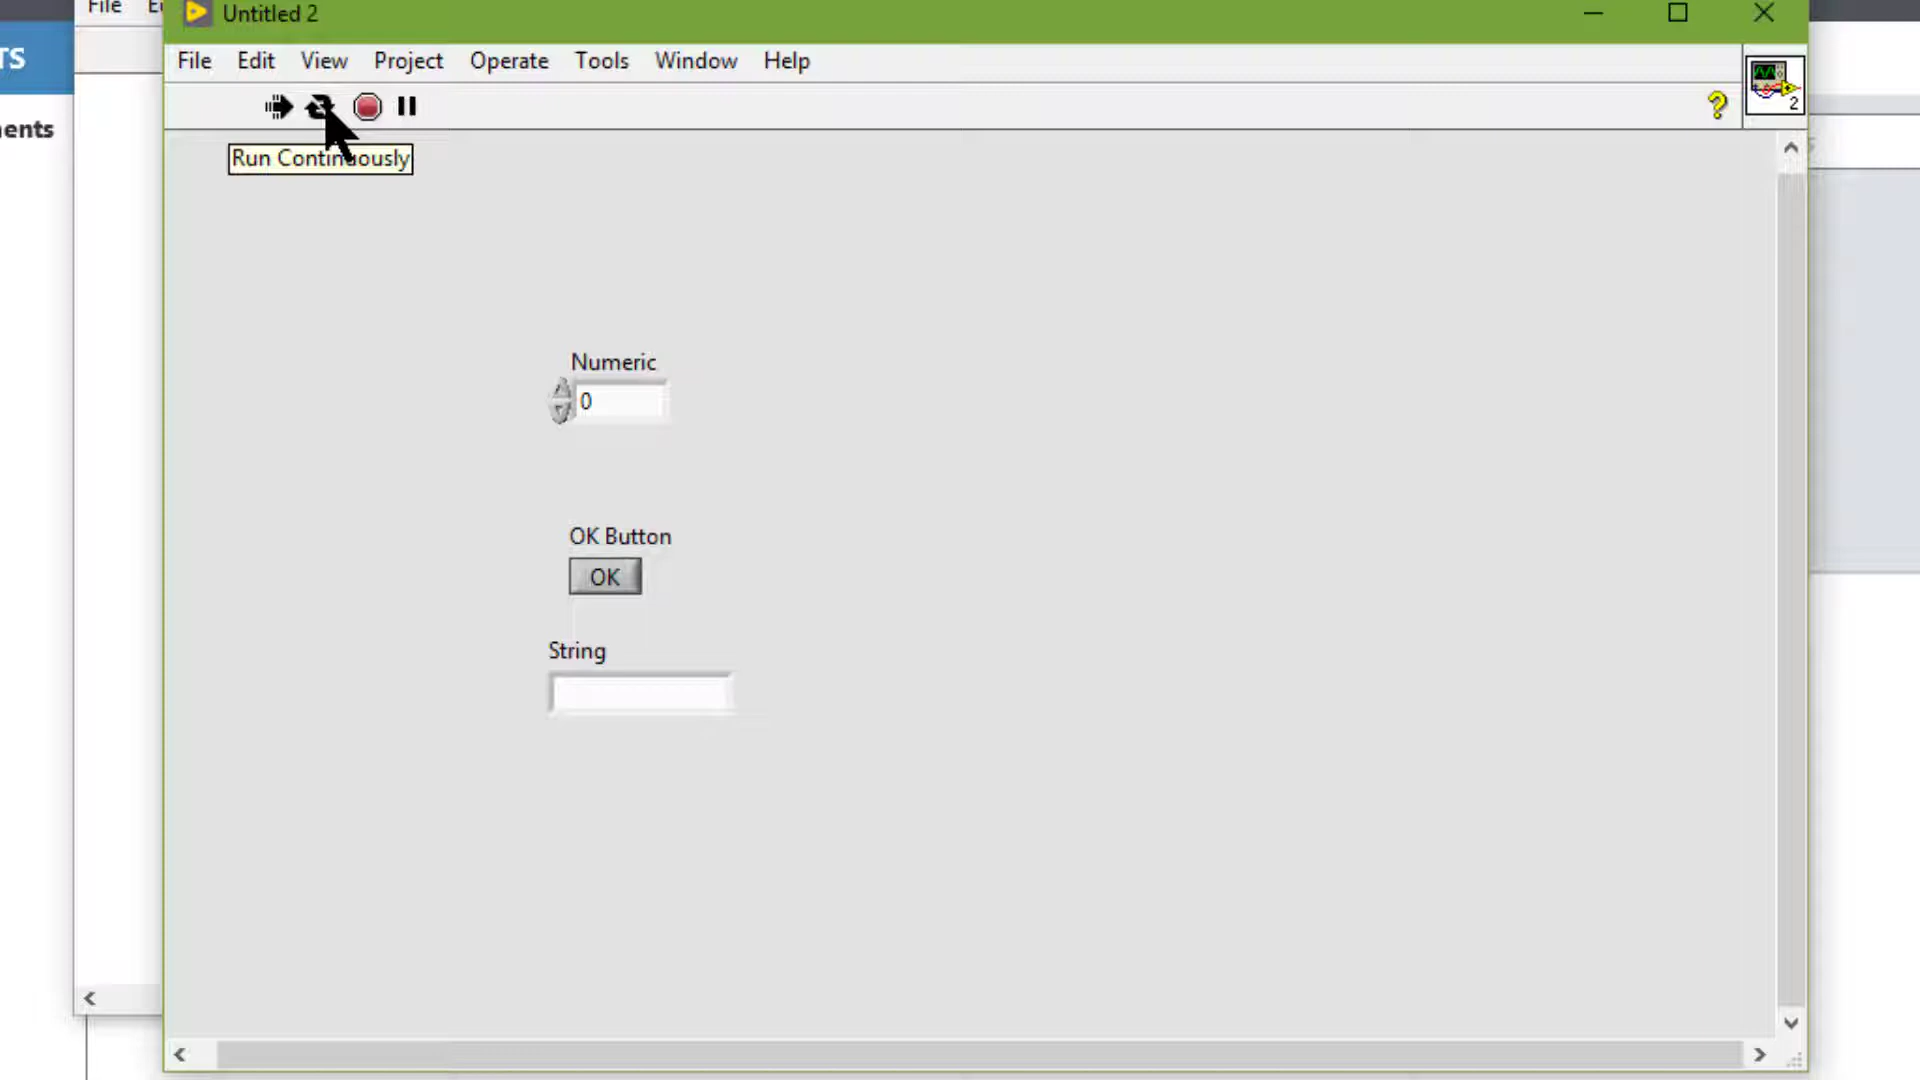 File
TS
ents
Untitled 2
File Edit View Project Operate Tools Window Help
?
2
Run Continuously
Numeric
0
OK Button
OK
String